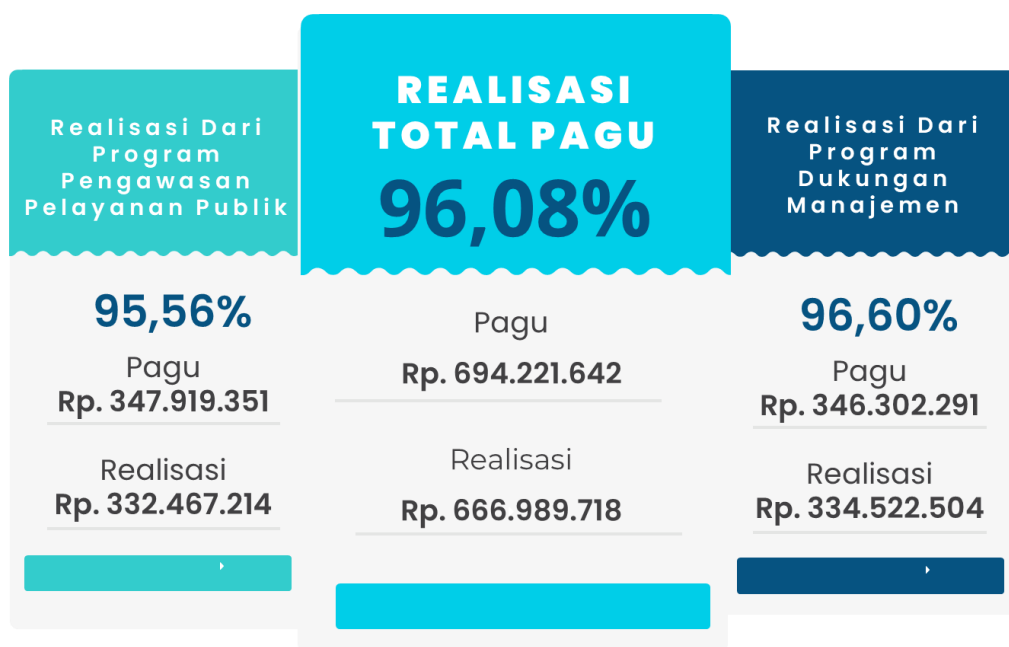 Realisasi Dari
Program
Pengawasan
Pelayanan Publik
95,56%
Pagu
Rp. 347.919.351
Realisasi
Rp. 332.467.214
REALISASI
TOTAL PAGU
96,08%
Pagu
Rp. 694.221.642
Realisasi
Rp. 666.989.718
Realisasi Dari
Program
Dukungan
Manajemen
96,60%
Pagu
Rp. 346.302.291
Realisasi
Rp. 334.522.504